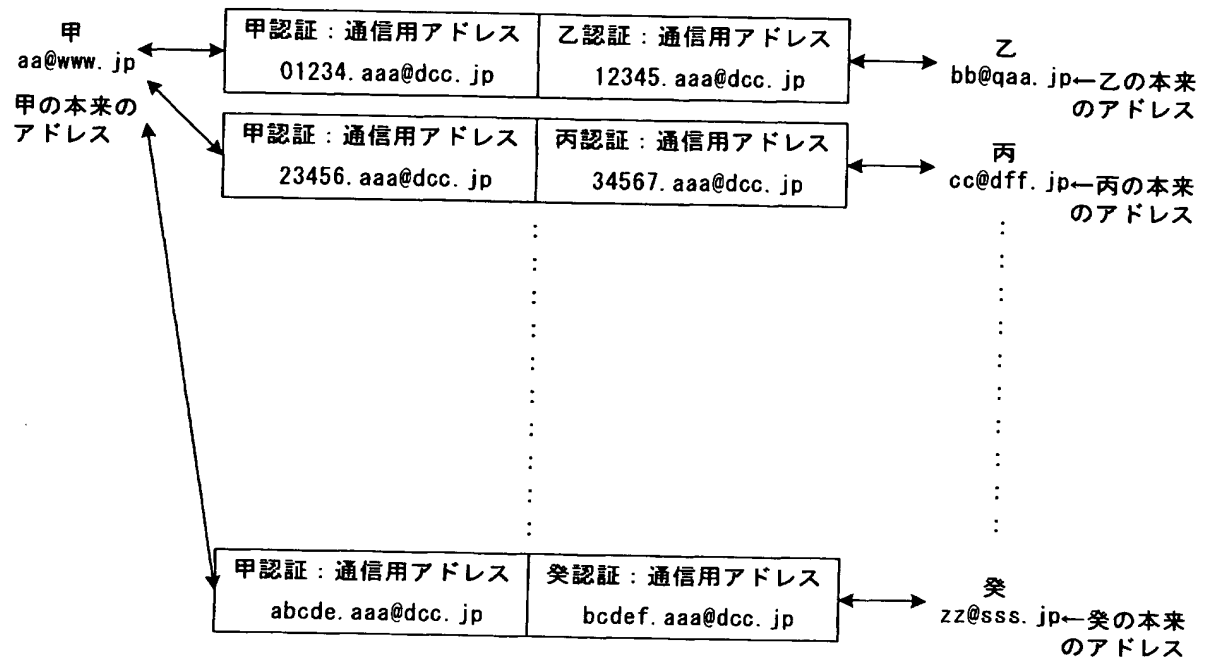 甲
aa@www.jp
甲の本来の
アドレス
甲認証：通信用アドレス
01234.aaa@dcc.jp
乙認証：通信用アドレス
12345.aaa@dcc.jp
乙
bb@qaa.jp←乙の本来
のアドレス
甲認証：通信用アドレス
23456.aaa@dcc.jp
丙認証：通信用アドレス
34567.aaa@dcc.jp
丙
cc@dff.jp←丙の本来
のアドレス
甲認証：通信用アドレス
abcde.aaa@dcc.jp
癸認証：通信用アドレス
bcdef.aaa@dcc.jp
癸
zz@sss.jp←癸の本来
のアドレス